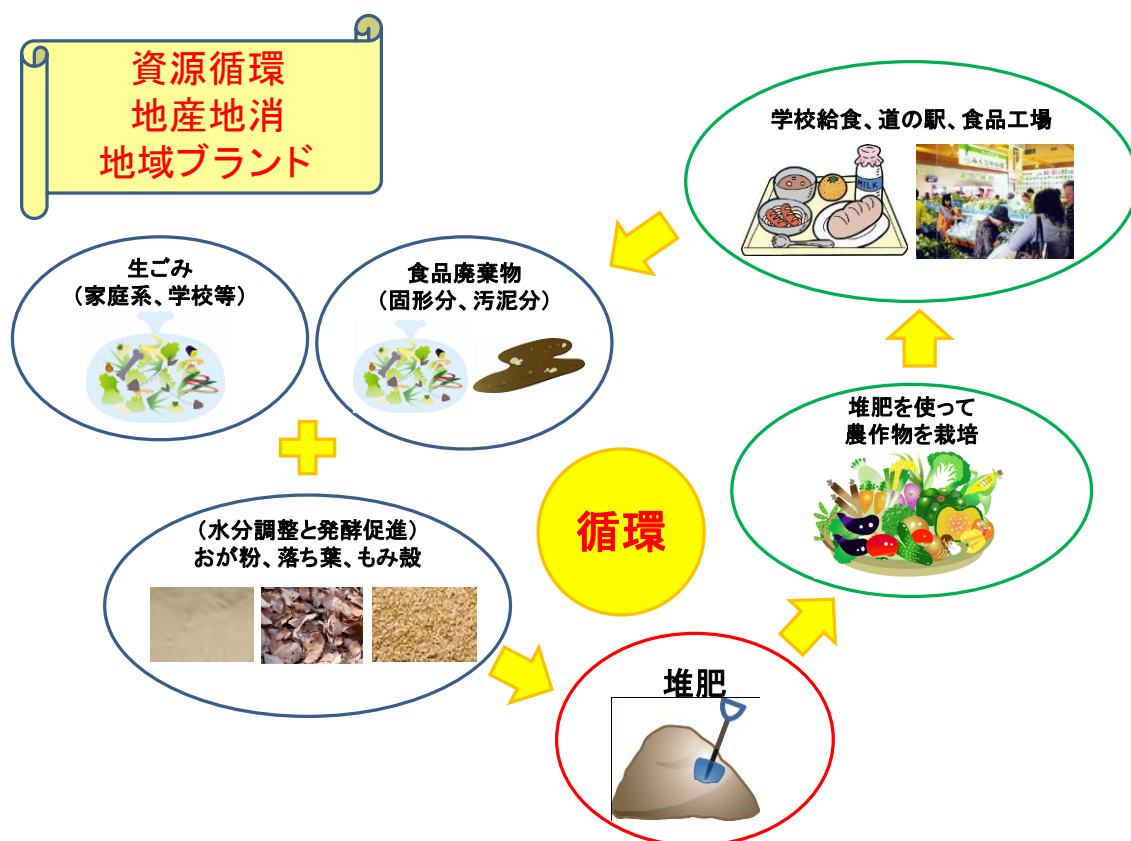 資源循環
地産地消
地域ブランド
学校給食、道の駅、食品工場
MILK
生ごみ
（家庭系、学校等）
食品廃棄物
（固形分、汚泥分）
堆肥を使って
農作物を栽培
循環
（水分調整と発酵促進）
おが粉、落ち葉、もみ殻
堆肥